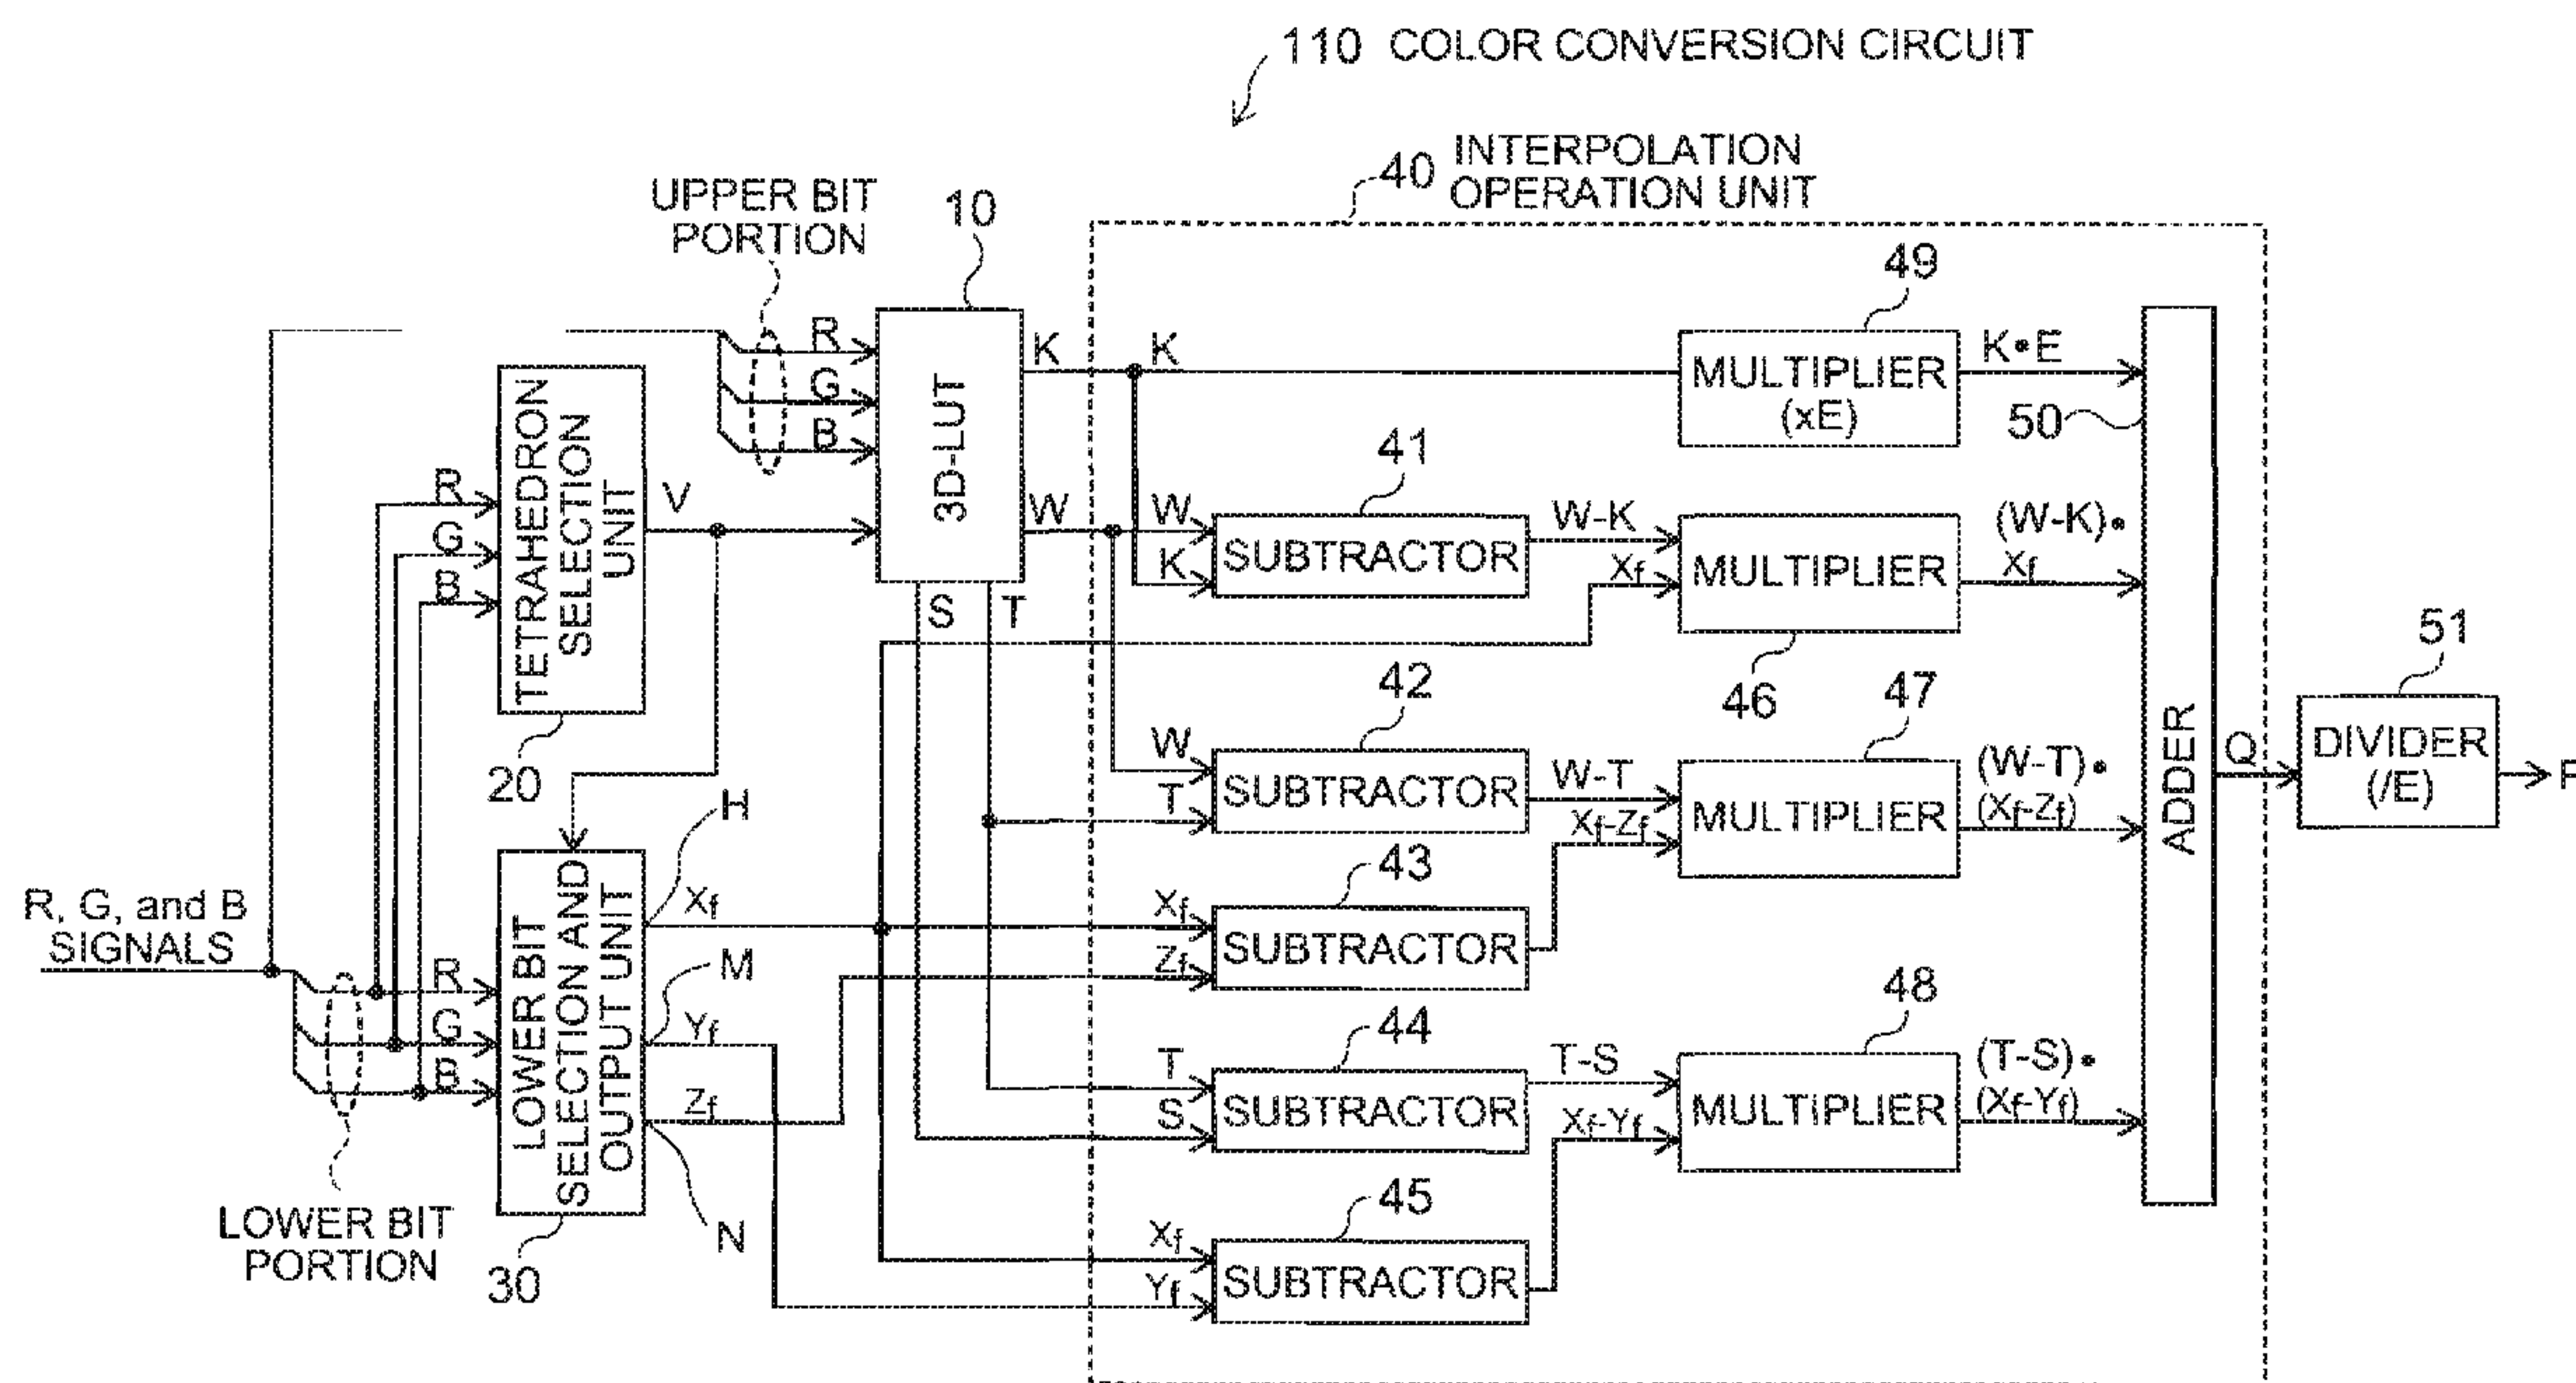 110 COLOR CONVERSION CIRCUIT
40 INTERPOLATION
OPERATION UNIT
UPPER BIT
PORTION
10
R
G
B
3D-LUT
K
K
W
S
T
49
MULTIPLIER
(xE)
K•E
50
TETRAHEDRON
SELECTION
UNIT
R
G
B
V
20
41
W
K
SUBTRACTOR
W-K
Xf
MULTIPLIER
46
(W-K)•
Xf
42
W
T
SUBTRACTOR
W-T
Xf-Zf
47
MULTIPLIER
(W-T)•
(Xf-Zf)
ADDER
Q
51
DIVIDER
(/E)
P
43
Xf
Zf
SUBTRACTOR
R, G, and B
SIGNALS
R
G
B
LOWER BIT
PORTION
LOWER BIT
SELECTION AND
OUTPUT UNIT
30
H
Xf
M
Yf
Zf
N
44
T
S
SUBTRACTOR
T-S
Xf-Yf
48
MULTIPLIER
(T-S)•
(Xf-Yf)
45
Xf
Yf
SUBTRACTOR